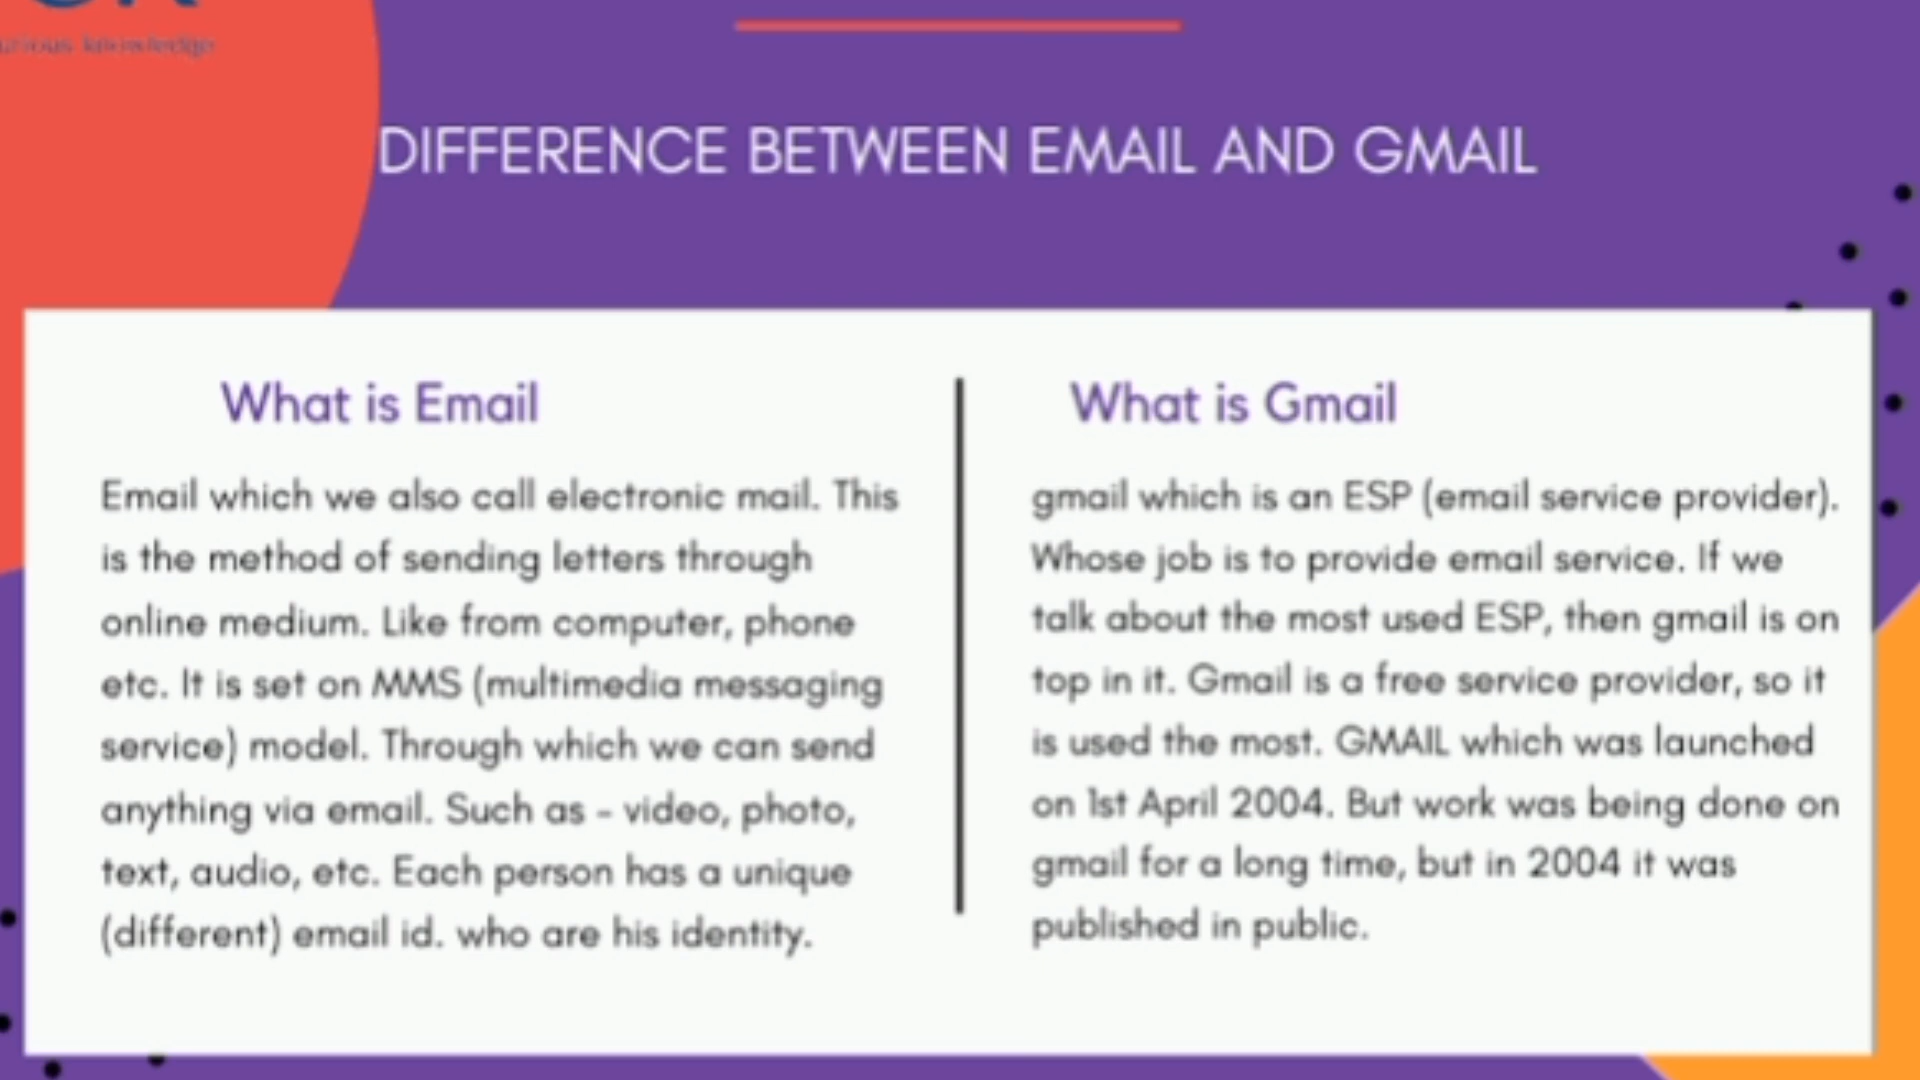 knowledge
DIFFERENCE BETWEEN EMAIL AND GMAIL
What is Email
Email which we also call electronic mail. This
is the method of sending letters through
online medium. Like from computer, phone
etc. It is set on MMS (multimedia messaging
service) model. Through which we can send
anything via email. Such as - video, photo,
text, audio, etc. Each person has a unique
(different) email id. who are his identity.
What is Gmail
gmail which is an ESP (email service provider).
Whose job is to provide email service. If we
talk about the most used ESP, then gmail is on
top in it. Gmail is a free service provider, so it
is used the most. GMAIL which was launched
on 1st April 2004. But work was being done on
gmail for a long time, but in 2004 it was
published in public.